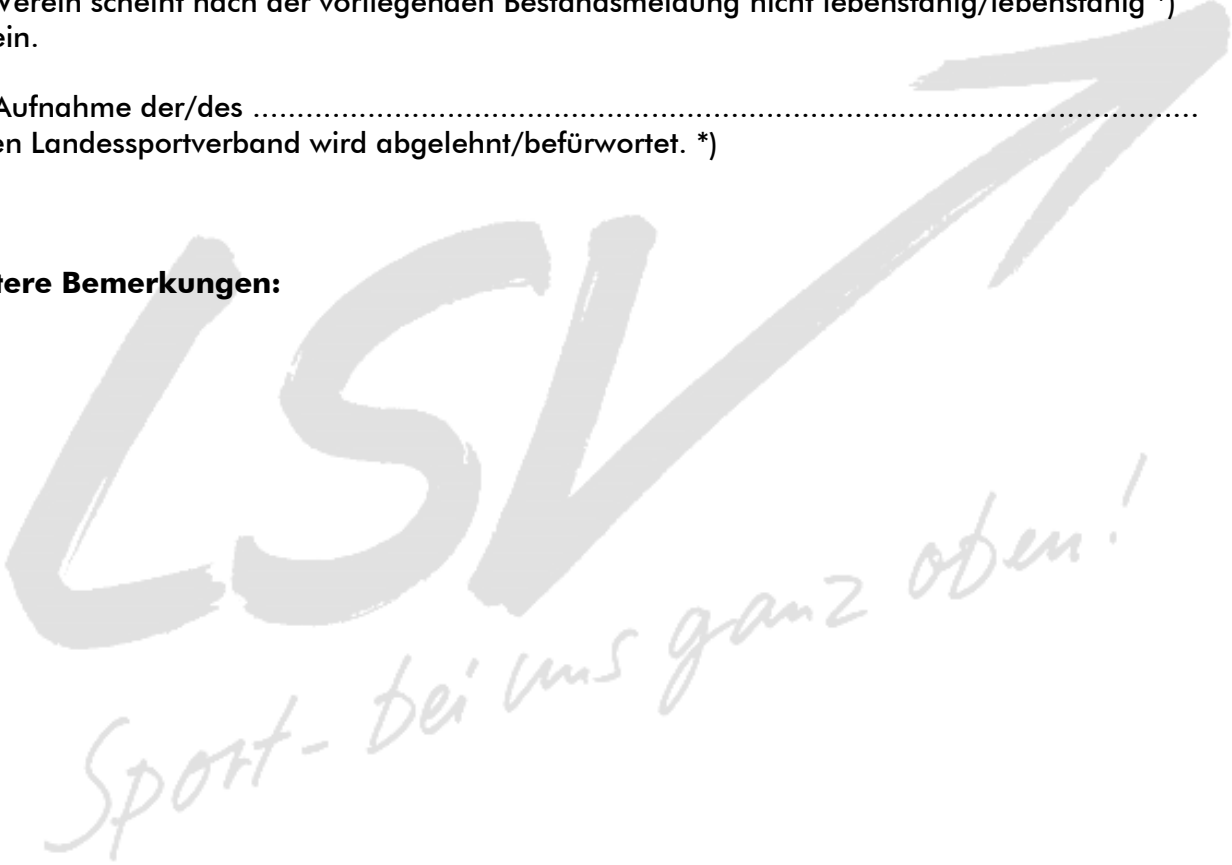 Verein scheint nach der vorliegenden Bestandsmeldung nicht lebensfähig/lebensfähig *)
ein.
Aufnahme der/des ....................................................................................................
en Landessportverband wird abgelehnt/befürwortet. *)
tere Bemerkungen:
LSV
Sport- bei uns ganz oben!